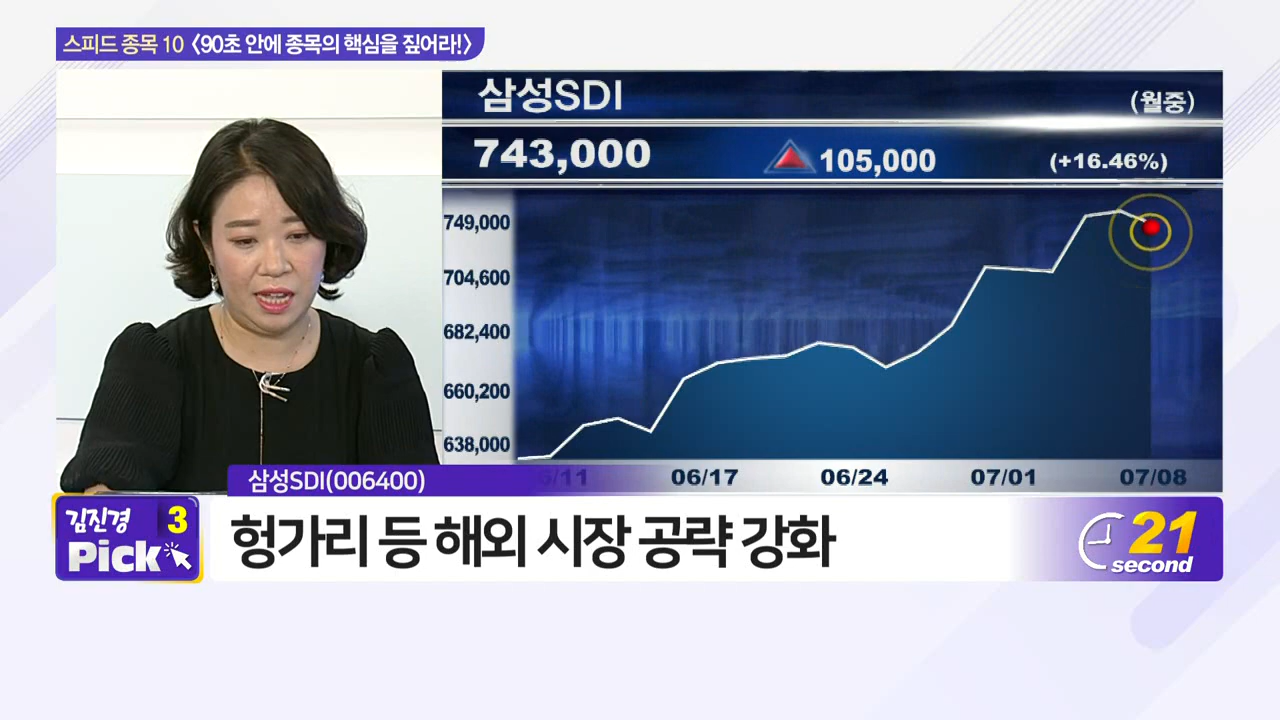 스피드 종목 10 〈90초 안에 종목의 핵심을 짚어라!〉
삼성SDI (월중)
743,000 ▲ 105,000 (+16.46%)
749,000
704,600
682,400
660,200
638,000
6/11 06/17 06/24 07/01 07/08
삼성SDI(006400)
김진경 3
Pick
헝가리 등 해외 시장 공략 강화
21
second